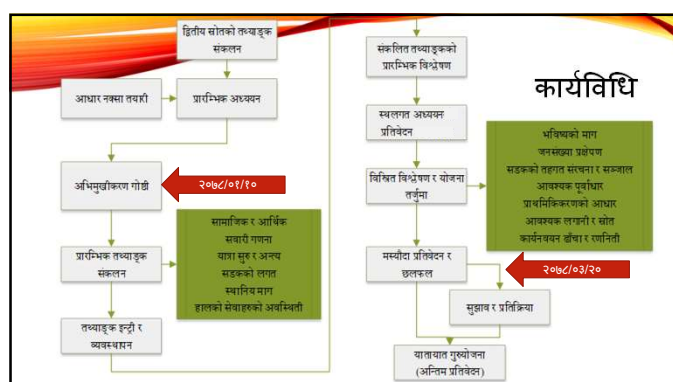 कार्यविधि
द्वितीय स्रोतको तथ्याङ्क
संकलन
आधार नक्सा तयारी
प्रारम्भिक अध्ययन
अभिमुखीकरण गोष्ठी
२०७८/०१/१०
प्रारम्भिक तथ्याङ्क
संकलन
सामाजिक र आर्थिक
सवारी गणना
यात्रा सुरु र अन्त्य
सडकको लगत
स्थानिय माग
हालको सेवाहरुको अवस्थिती
तथ्याङ्क इन्ट्री र
व्यवस्थापन
संकलित तथ्याङ्कको
प्रारम्भिक विश्लेषण
स्थलगत अध्ययन
प्रतिवेदन
विस्त्रित विश्लेषण र योजना
तर्जुमा
भविष्यको माग
जनसंख्या प्रक्षेपण
सडकको तहगत संरचना र सञ्जाल
आवश्यक पूर्वाधार
प्राथमिकिकरणको आधार
आवश्यक लगानी र स्रोत
कार्यनवयन ढाँचा र रणनिती
मस्यौदा प्रतिवेदन र
छलफल
२०७८/०३/२०
सुझाव र प्रतिक्रिया
यातायात गुरुयोजना
(अन्तिम प्रतिवेदन)